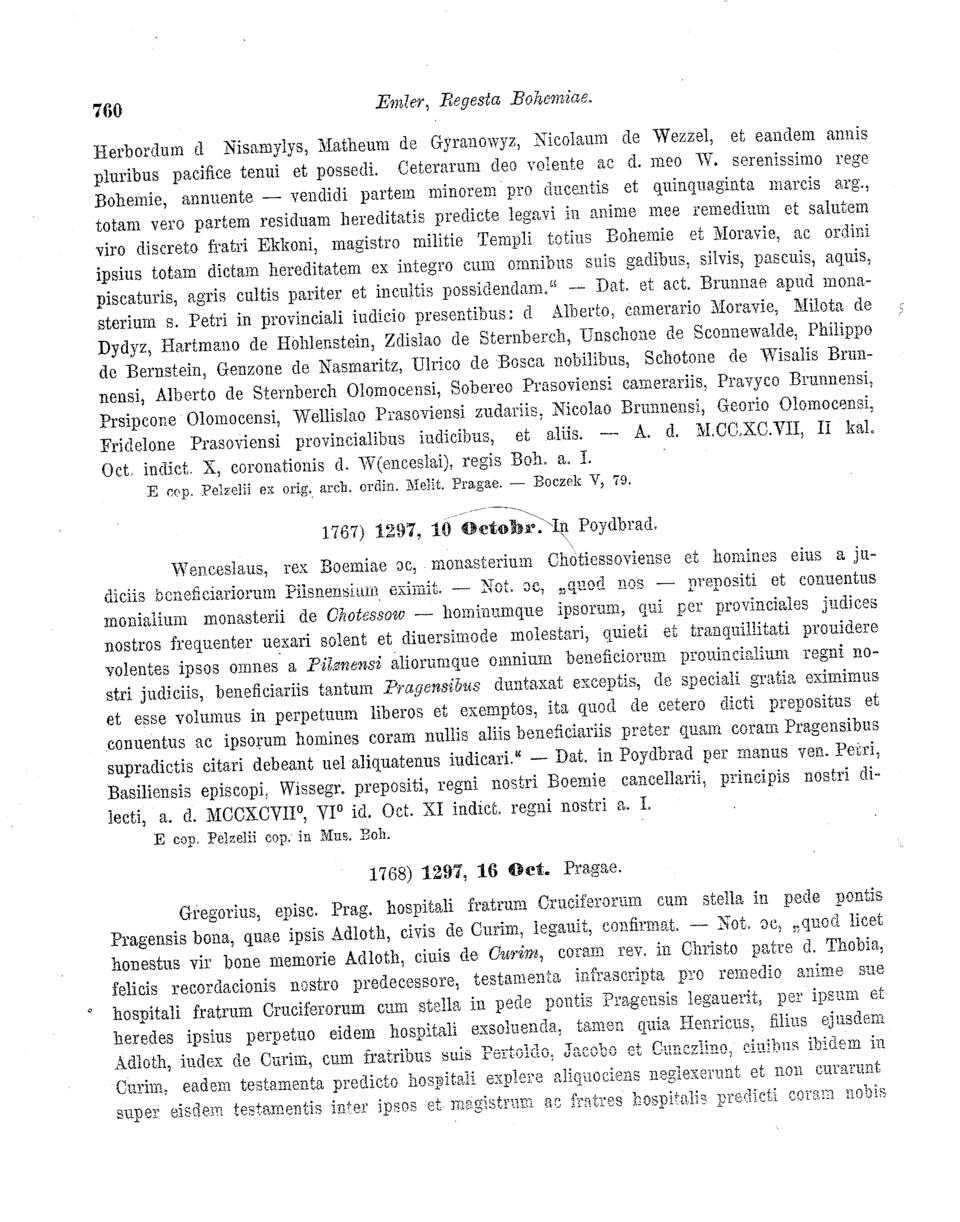 760
Emler, Regesta Bohemiae.
Herbordum d Nisamylys, Matheum de Gyranowyz, Nicolaum de Wezzel, et eandem annis
pluribus pacifice tenui et possedi. Ceterarum deo volente ac d. meo W. serenissimo rege
Bohemie, annuente — vendidi partem minorem pro ducentis et quinquaginta marcis arg.,
totam vero partem residuam hereditatis predicte legavi in anime mee remedium et salutem
viro discreto fratri Ekkoni, magistro militie Templi totius Bohemie et Moravie, ac ordini
ipsius totam dictam hereditatem ex integro cum omnibus suis gadibus, silvis, pascuis, aquis,
piscaturis, agris cultis pariter et incultis possidendam.“ — Dat. et act. Brunnae apud mona-
sterium s. Petri in provinciali iudicio presentibus: d Alberto, camerario Moravie, Milota de
Dydyz, Hartmano de Hohlenstein, Zdislao de Sternberch, Unschone de Sconnewalde, Philippo
de Bernstein, Genzone de Nasmaritz, Ulrico de Bosca nobilibus, Schotone de Wisalis Brun-
nensi, Alberto de Sternberch Olomocensi, Sobereo Prasoviensi camerariis, Pravyco Brunnensi,
Prsipcone Olomocensi, Wellislao Prasoviensi zudariis, Nicolao Brunnensi, Georio Olomocensi,
Fridelone Prasoviensi provincialibus iudicibus, et aliis. — A. d. M.CC.XC.VII, II kal.
Oct. indict. X, coronationis d. W(enceslai), regis Boh. a. I.
E cop. Pelzelii ex orig. arch. ordin. Melit. Pragae. — Boczek V, 79.
1767) 1297, 10 Octobr. In Poydbrad.
Wenceslaus, rex Boemiae ɔc, monasterium Chotiessoviense et homines eius a ju-
diciis beneficiariorum Pilsnensium eximit. — Not. ɔc, „quod nos — prepositi et conuentus
monialium monasterii de Chotessow — hominumque ipsorum, qui per provinciales judices
nostros frequenter uexari solent et diuersimode molestari, quieti et tranquillitati prouidere
volentes ipsos omnes a Pilznensi aliorumque omnium beneficiorum prouincialium regni no-
stri judiciis, beneficiariis tantum Pragensibus duntaxat exceptis, de speciali gratia eximimus
et esse volumus in perpetuum liberos et exemptos, ita quod de cetero dicti prepositus et
conuentus ac ipsorum homines coram nullis aliis beneficiariis preter quam coram Pragensibus
supradictis citari debeant uel aliquatenus iudicari.“ — Dat. in Poydbrad per manus ven. Petri,
Basiliensis episcopi, Wissegr. prepositi, regni nostri Boemie cancellarii, principis nostri di-
lecti, a. d. MCCXCVII⁰, VI⁰ id. Oct. XI indict. regni nostri a. I.
E cop. Pelzelii cop. in Mus. Boh.
1768) 1297, 16 Oct. Pragae.
Gregorius, episc. Prag. hospitali fratrum Cruciferorum cum stella in pede pontis
Pragensis bona, quae ipsis Adloth, civis de Curim, legauit, confirmat. — Not. ɔc, „quod licet
honestus vir bone memorie Adloth, ciuis de Curim, coram rev. in Christo patre d. Thobia,
felicis recordacionis nostro predecessore, testamenta infrascripta pro remedio anime sue
hospitali fratrum Cruciferorum cum stella in pede pontis Pragensis legauerit, per ipsum et
heredes ipsius perpetuo eidem hospitali exsoluenda, tamen quia Henricus, filius ejusdem
Adloth, iudex de Curim, cum fratribus suis Pertoldo, Jacobo et Cunczlino, ciuibus ibidem in
Curim, eadem testamenta predicto hospitali explere aliquociens neglexerunt et non curarunt
super eisdem testamentis inter ipsos et magistrum ac fratres hospitalis predicti coram nobis